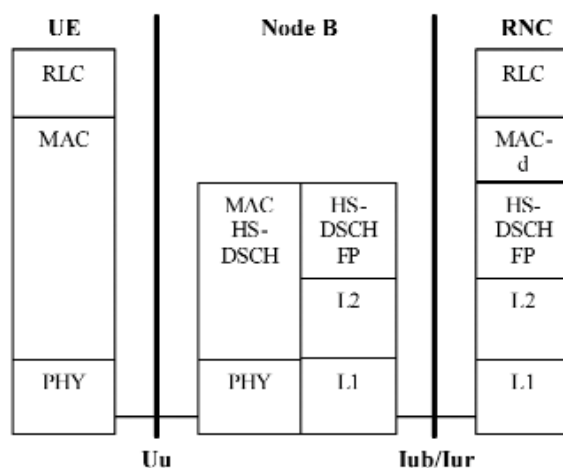 UE
Node B
RNC
RLC
MAC
PHY
MAC
HS-
DSCH
PHY
HS-
DSCH
FP
L2
L1
RLC
MAC-
d
HS-
DSCH
FP
L2
L1
Uu
Iub/Iur